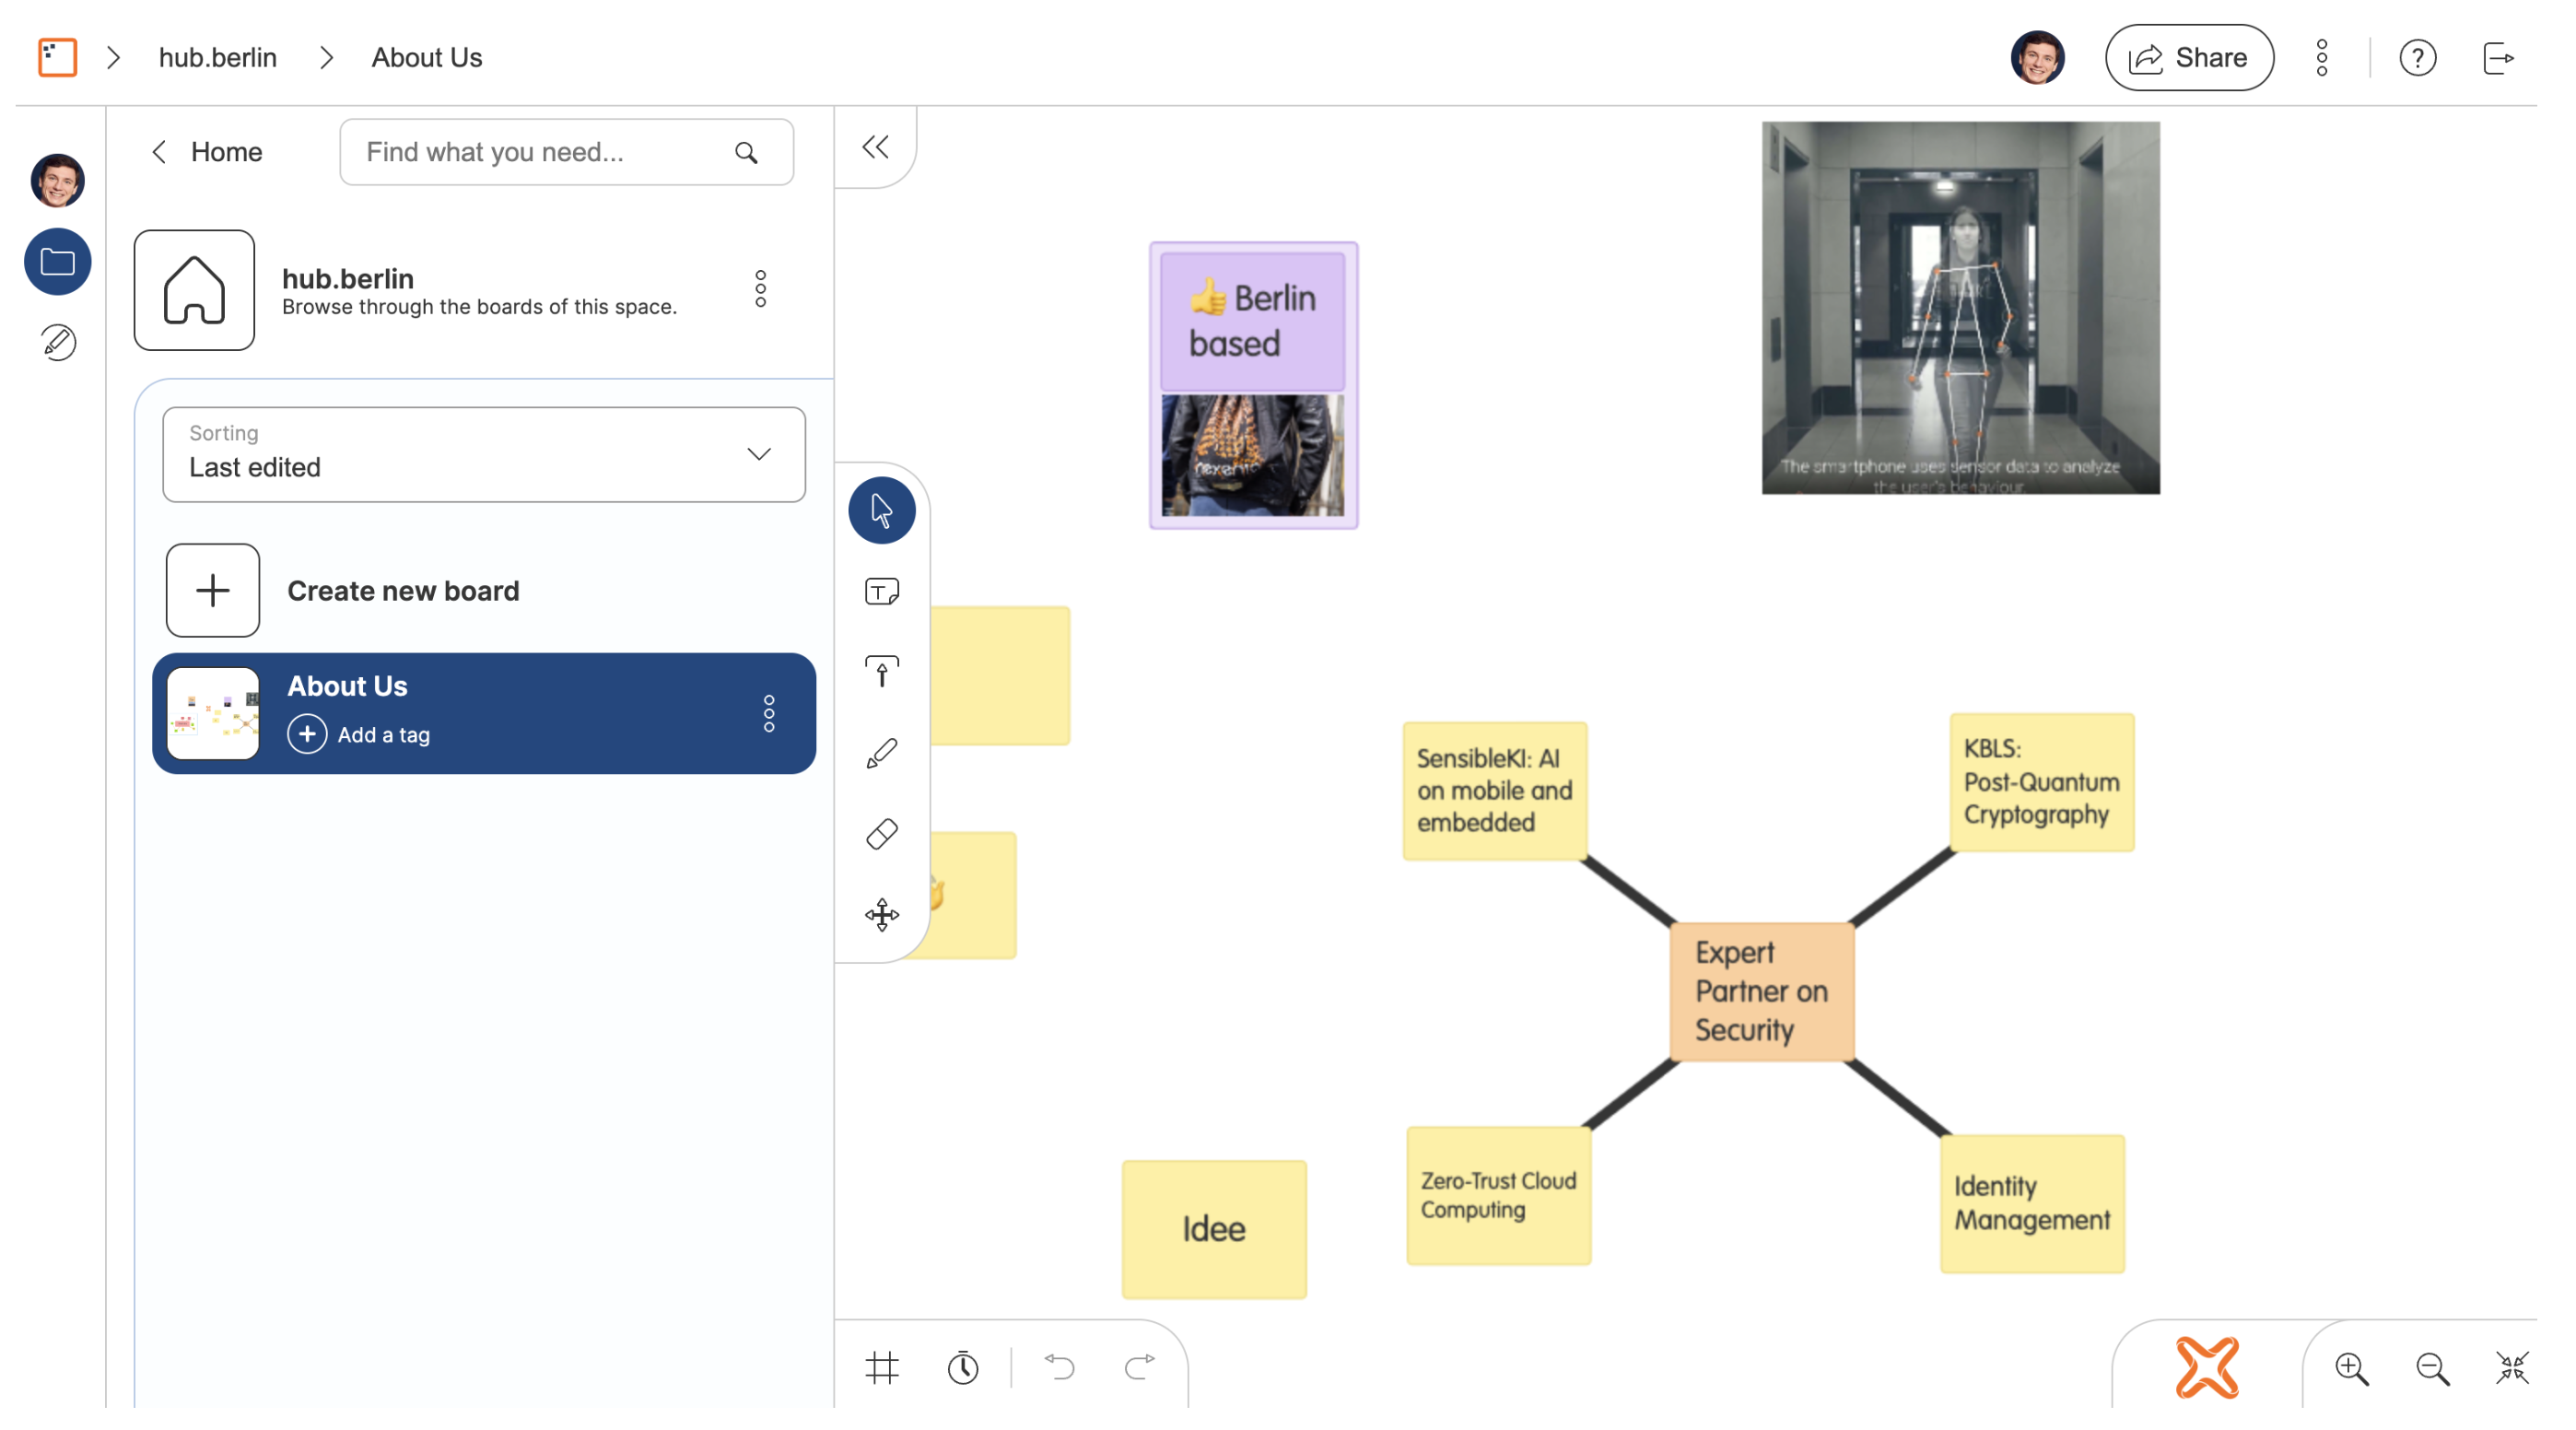 hub.berlin
About Us
Share
?
Home
Find what you need...
hub.berlin
Browse through the boards of this space.
Sorting
Last edited
Create new board
About Us
Add a tag
T
👍 Berlin
based
nexenio
The smartphone uses sensor data to analyze
the user's behaviour.
SensibleKI: AI
on mobile and
embedded
KBLS:
Post-Quantum
Cryptography
Expert
Partner on
Security
Zero-Trust Cloud
Computing
Identity
Management
Idee